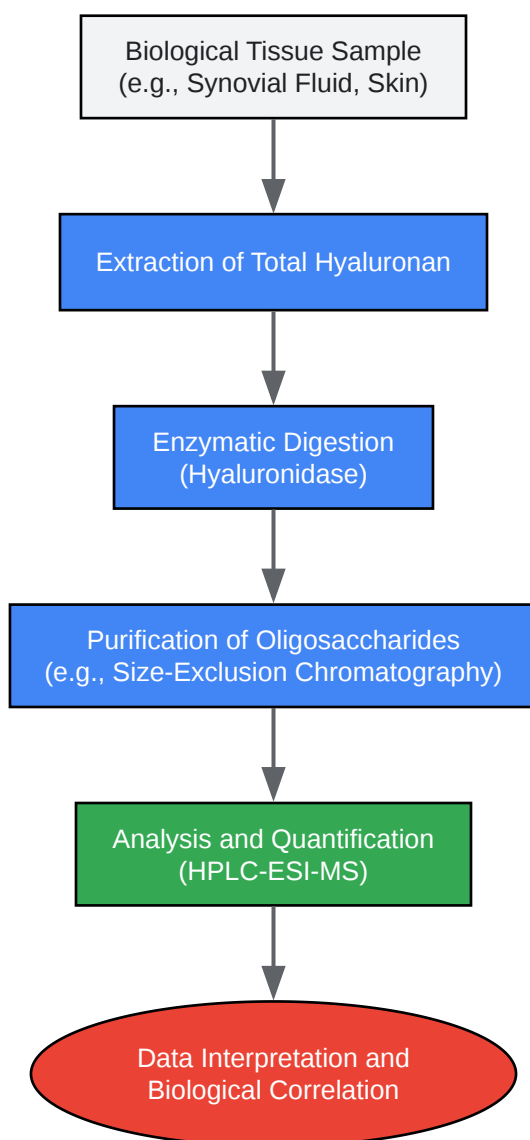 Biological Tissue Sample
(e.g., Synovial Fluid, Skin)
Extraction of Total Hyaluronan
Enzymatic Digestion
(Hyaluronidase)
Purification of Oligosaccharides
(e.g., Size-Exclusion Chromatography)
Analysis and Quantification
(HPLC-ESI-MS)
Data Interpretation and
Biological Correlation